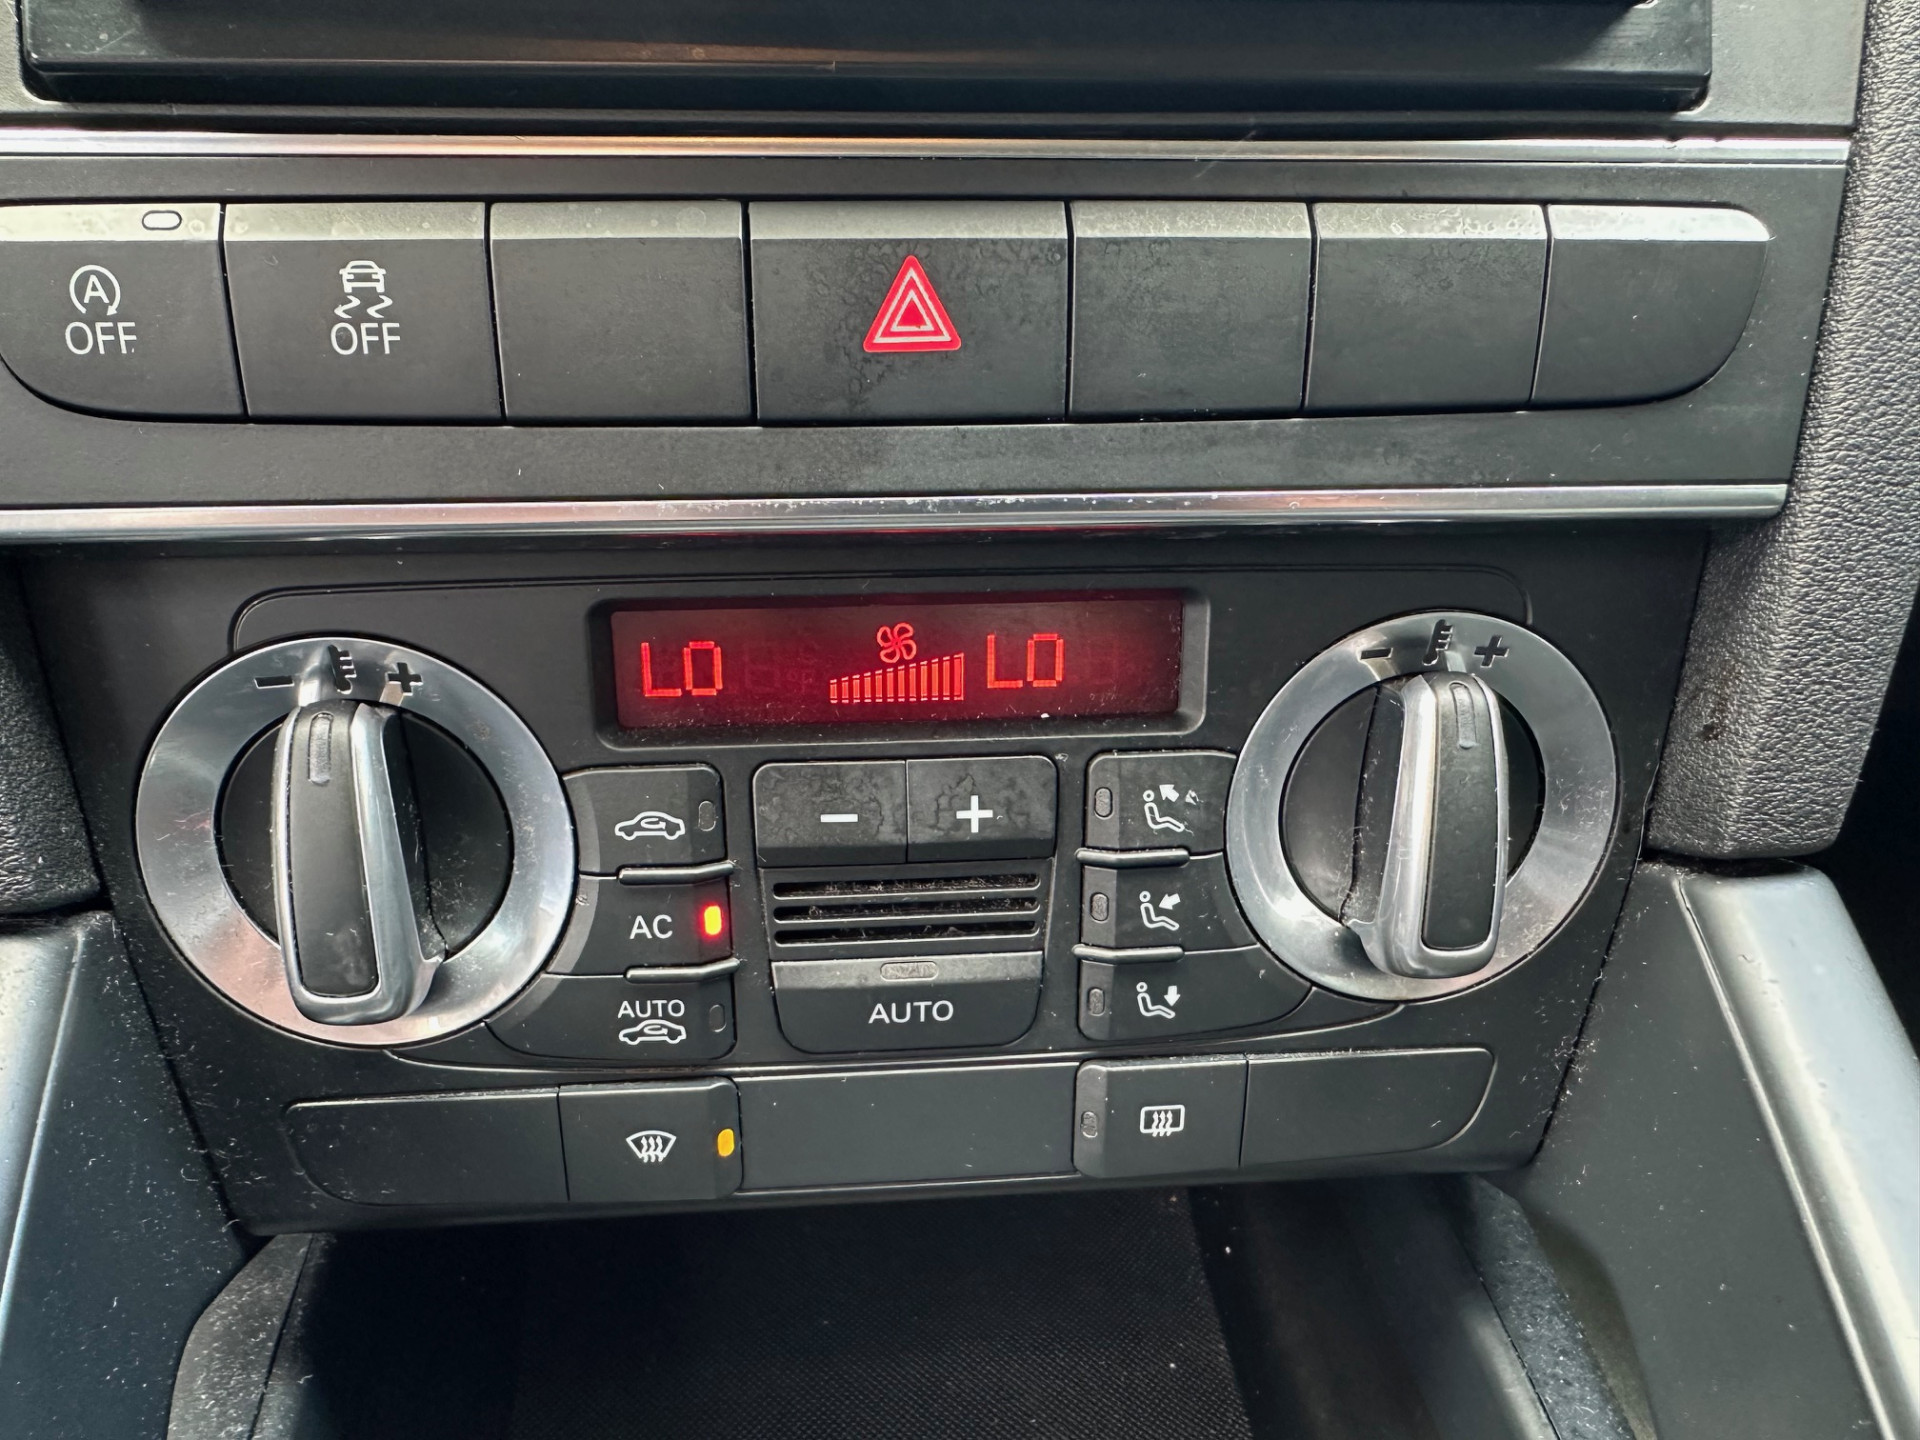 A
OFF
OFF
LO LO
- +
- +
- +
AC
AUTO
AUTO